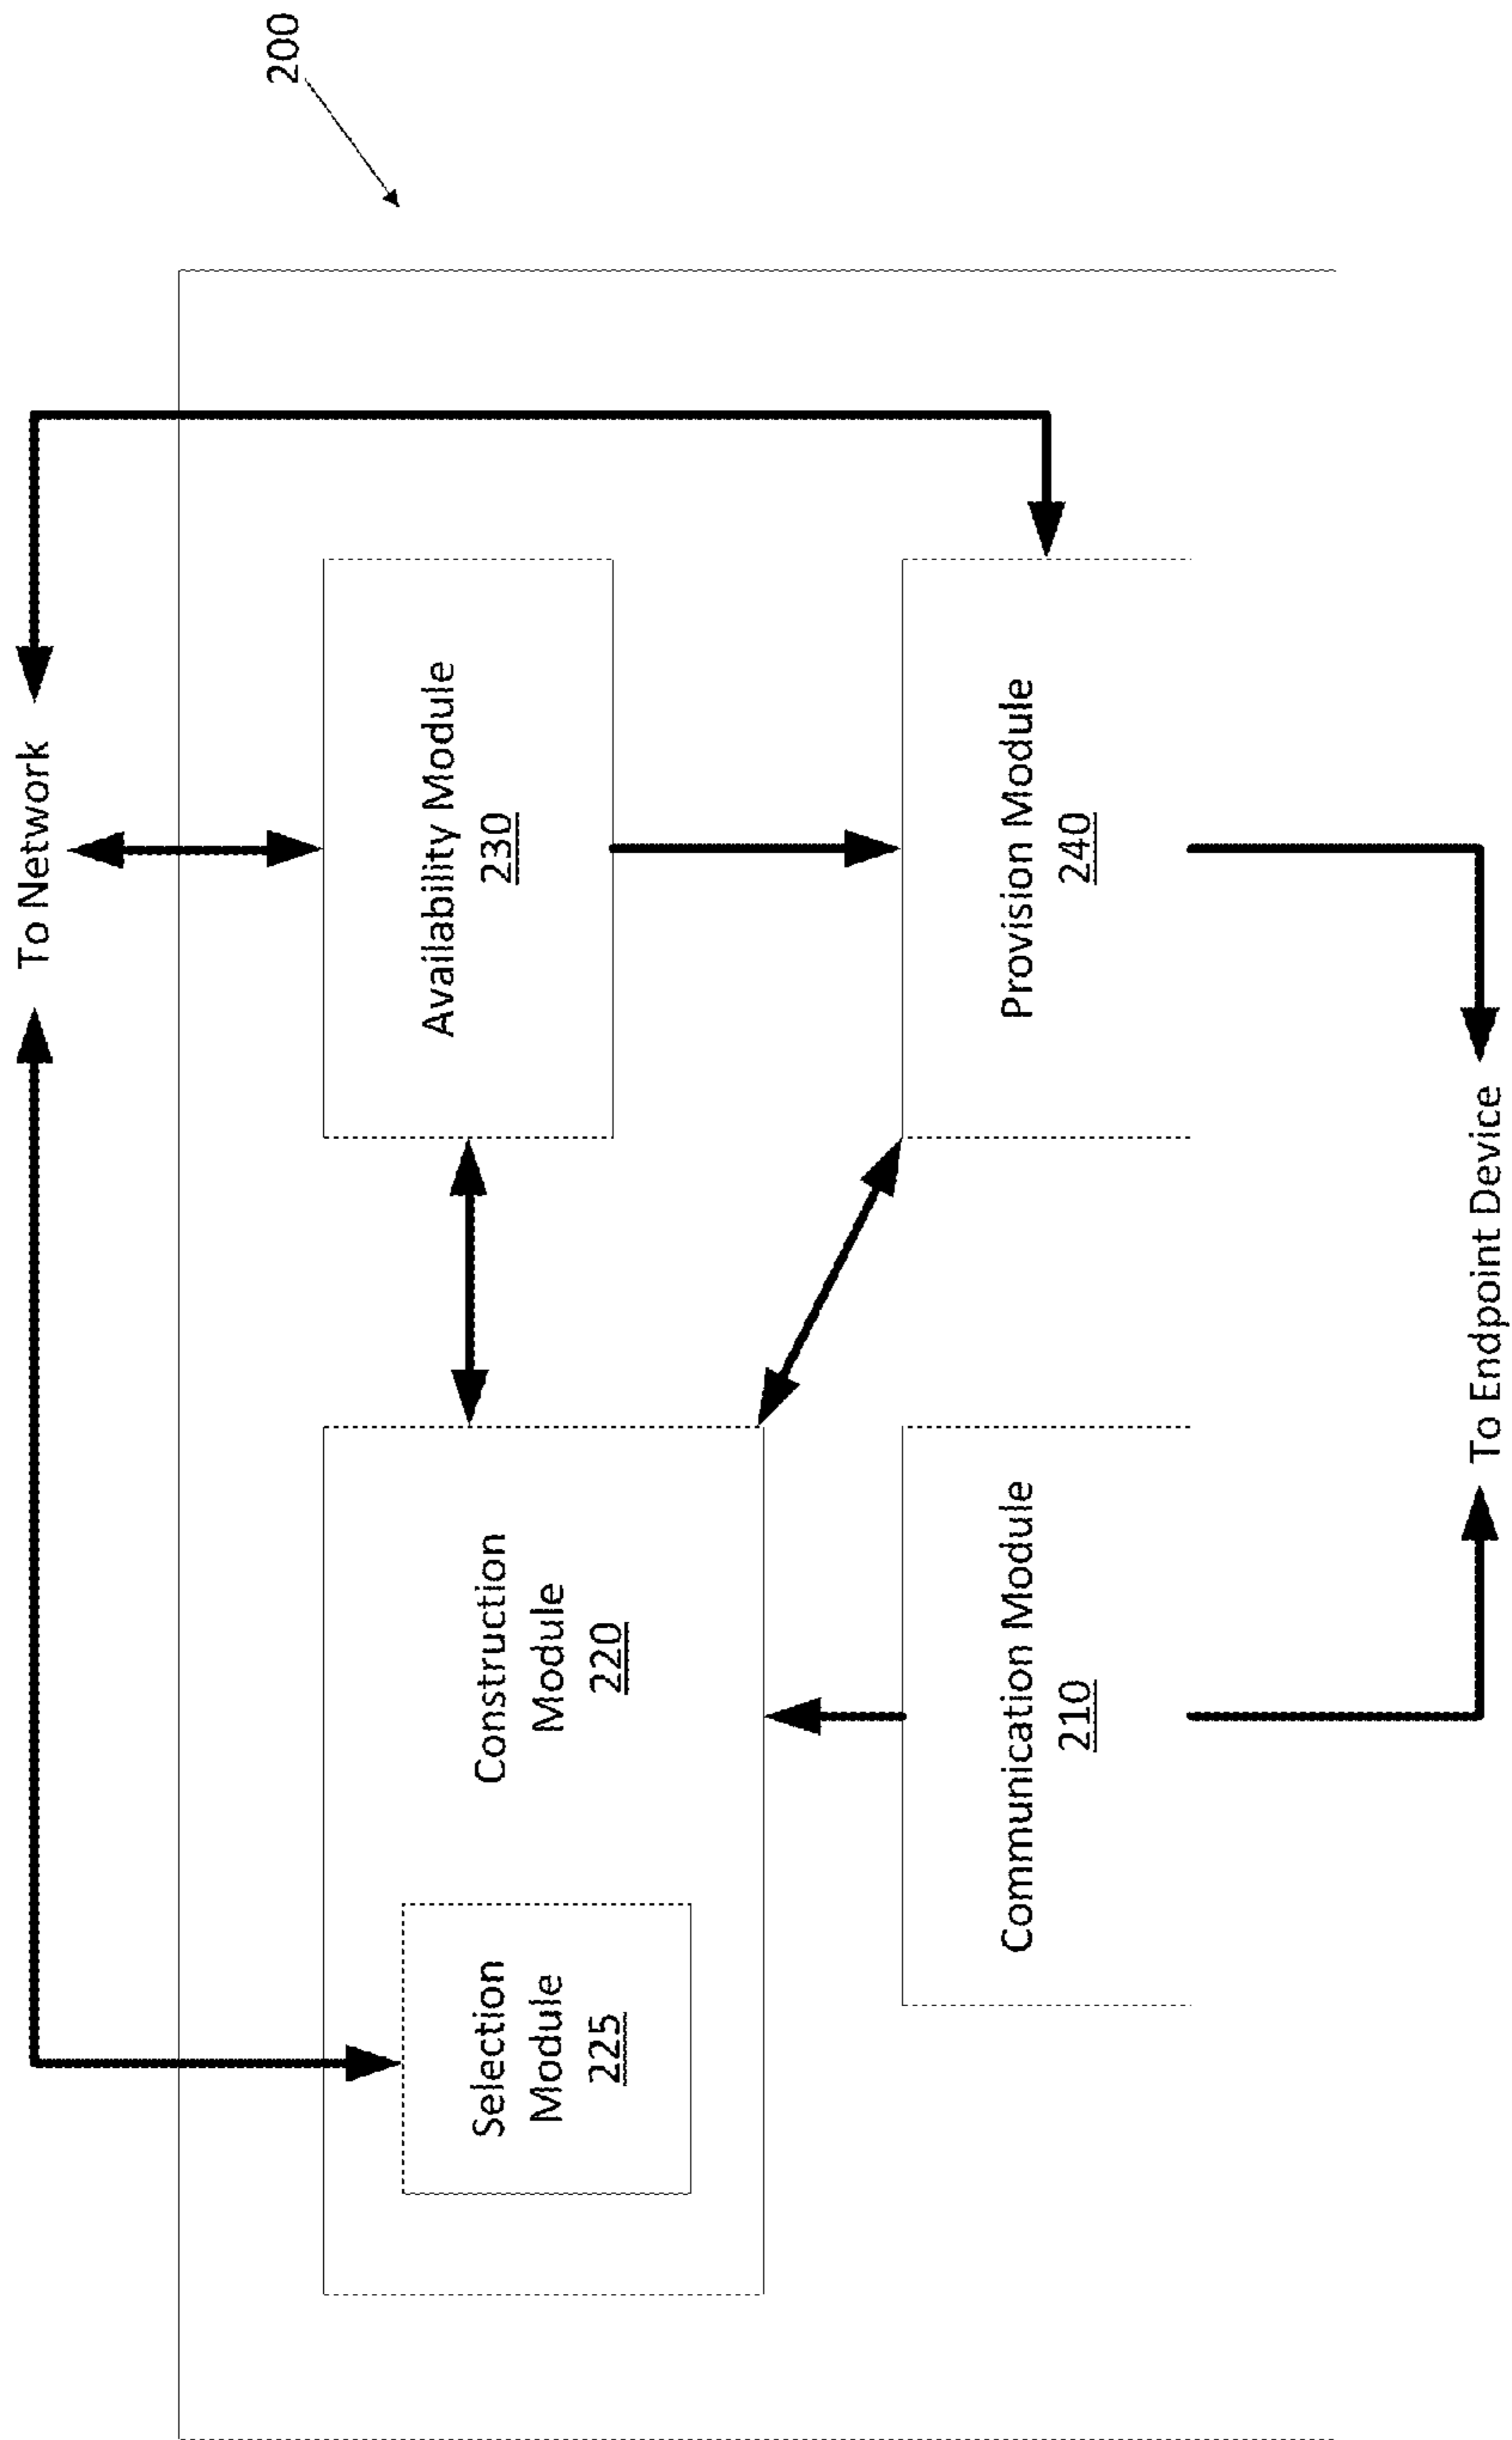 200
To Network
Selection
Module
225
Construction
Module
220
Availability Module
230
Communication Module
210
Provision Module
240
To Endpoint Device